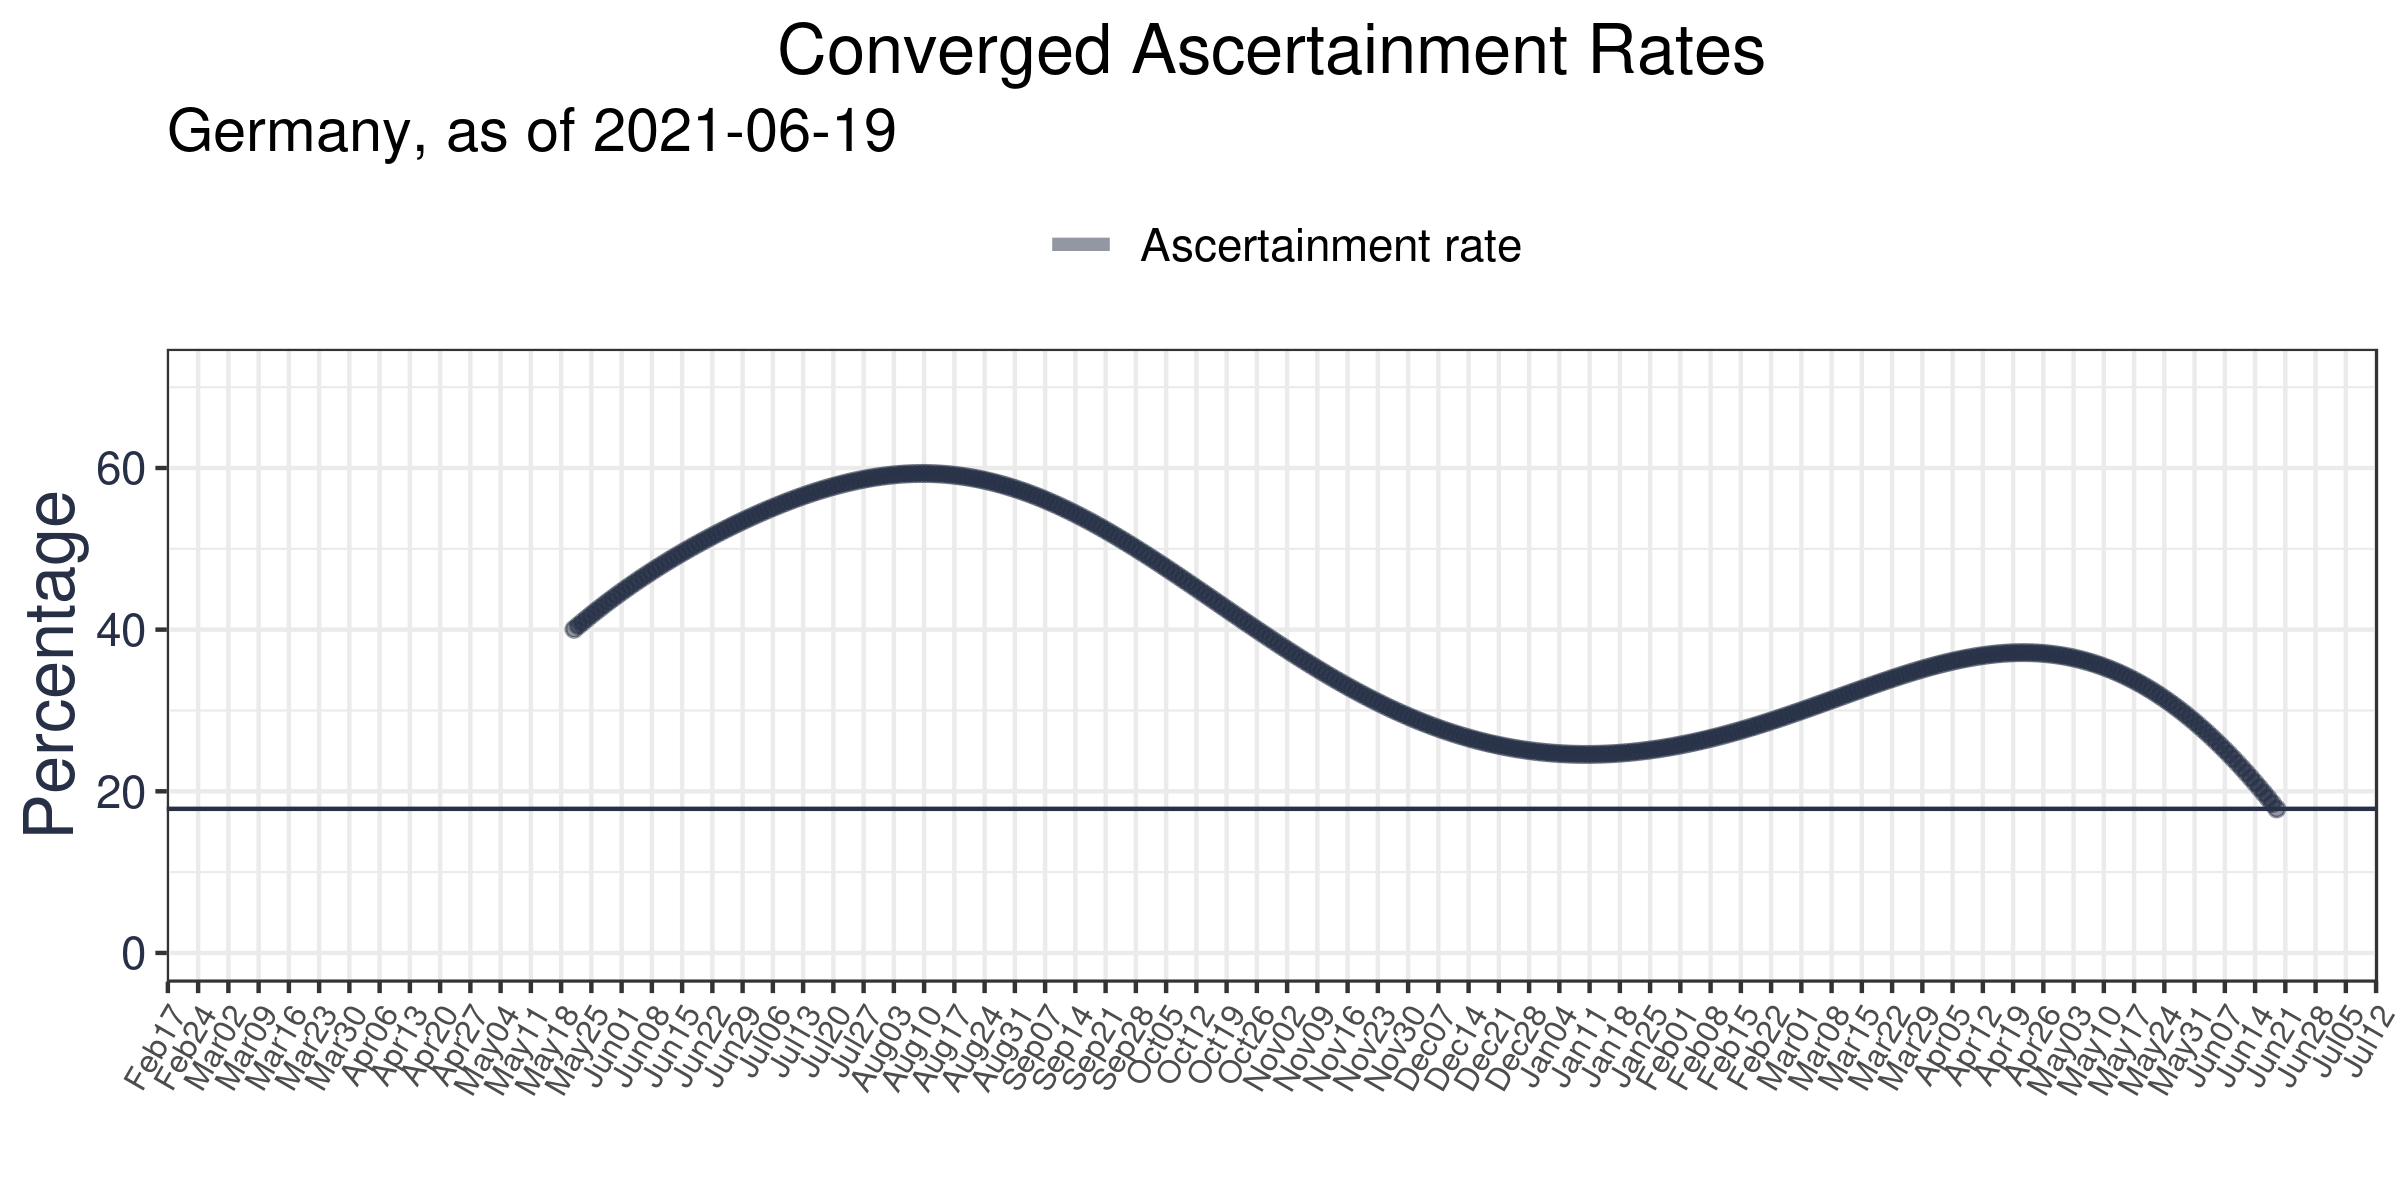 Converged Ascertainment Rates
Germany, as of 2021-06-19
Ascertainment rate
Percentage
60
40
20
0
Feb17
Feb24
Mar02
Mar09
Mar16
Mar23
Mar30
Apr06
Apr13
Apr20
Apr27
May04
May11
May18
May25
Jun01
Jun08
Jun15
Jun22
Jun29
Jul06
Jul13
Jul20
Jul27
Aug03
Aug10
Aug17
Aug24
Aug31
Sep07
Sep14
Sep21
Sep28
Oct05
Oct12
Oct19
Oct26
Nov02
Nov09
Nov16
Nov23
Nov30
Dec07
Dec14
Dec21
Dec28
Jan04
Jan11
Jan18
Jan25
Feb01
Feb08
Feb15
Feb22
Mar01
Mar08
Mar15
Mar22
Mar29
Apr05
Apr12
Apr19
Apr26
May03
May10
May17
May24
May31
Jun07
Jun14
Jun21
Jun28
Jul05
Jul12